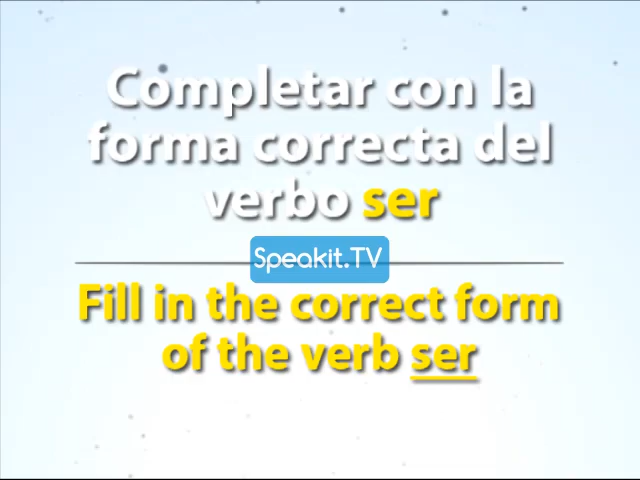 Completar con la
forma correcta del
verbo ser
Speakit.TV
Fill in the correct form
of the verb ser